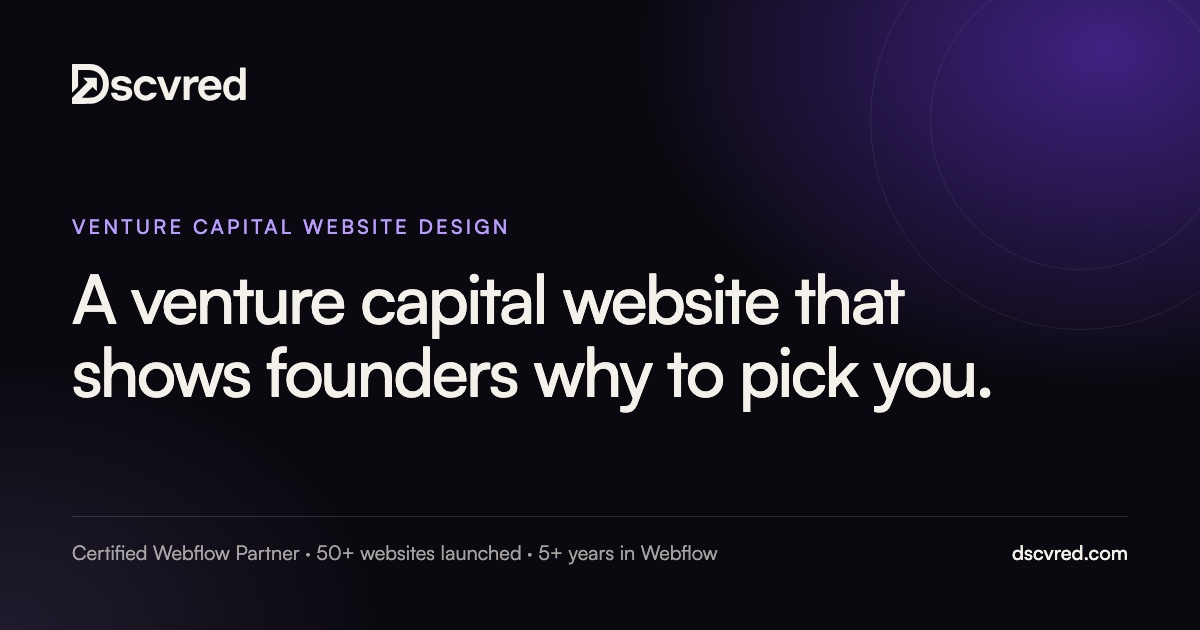 Dscvred
VENTURE CAPITAL WEBSITE DESIGN
A venture capital website that
shows founders why to pick you.
Certified Webflow Partner · 50+ websites launched · 5+ years in Webflow
dscvred.com